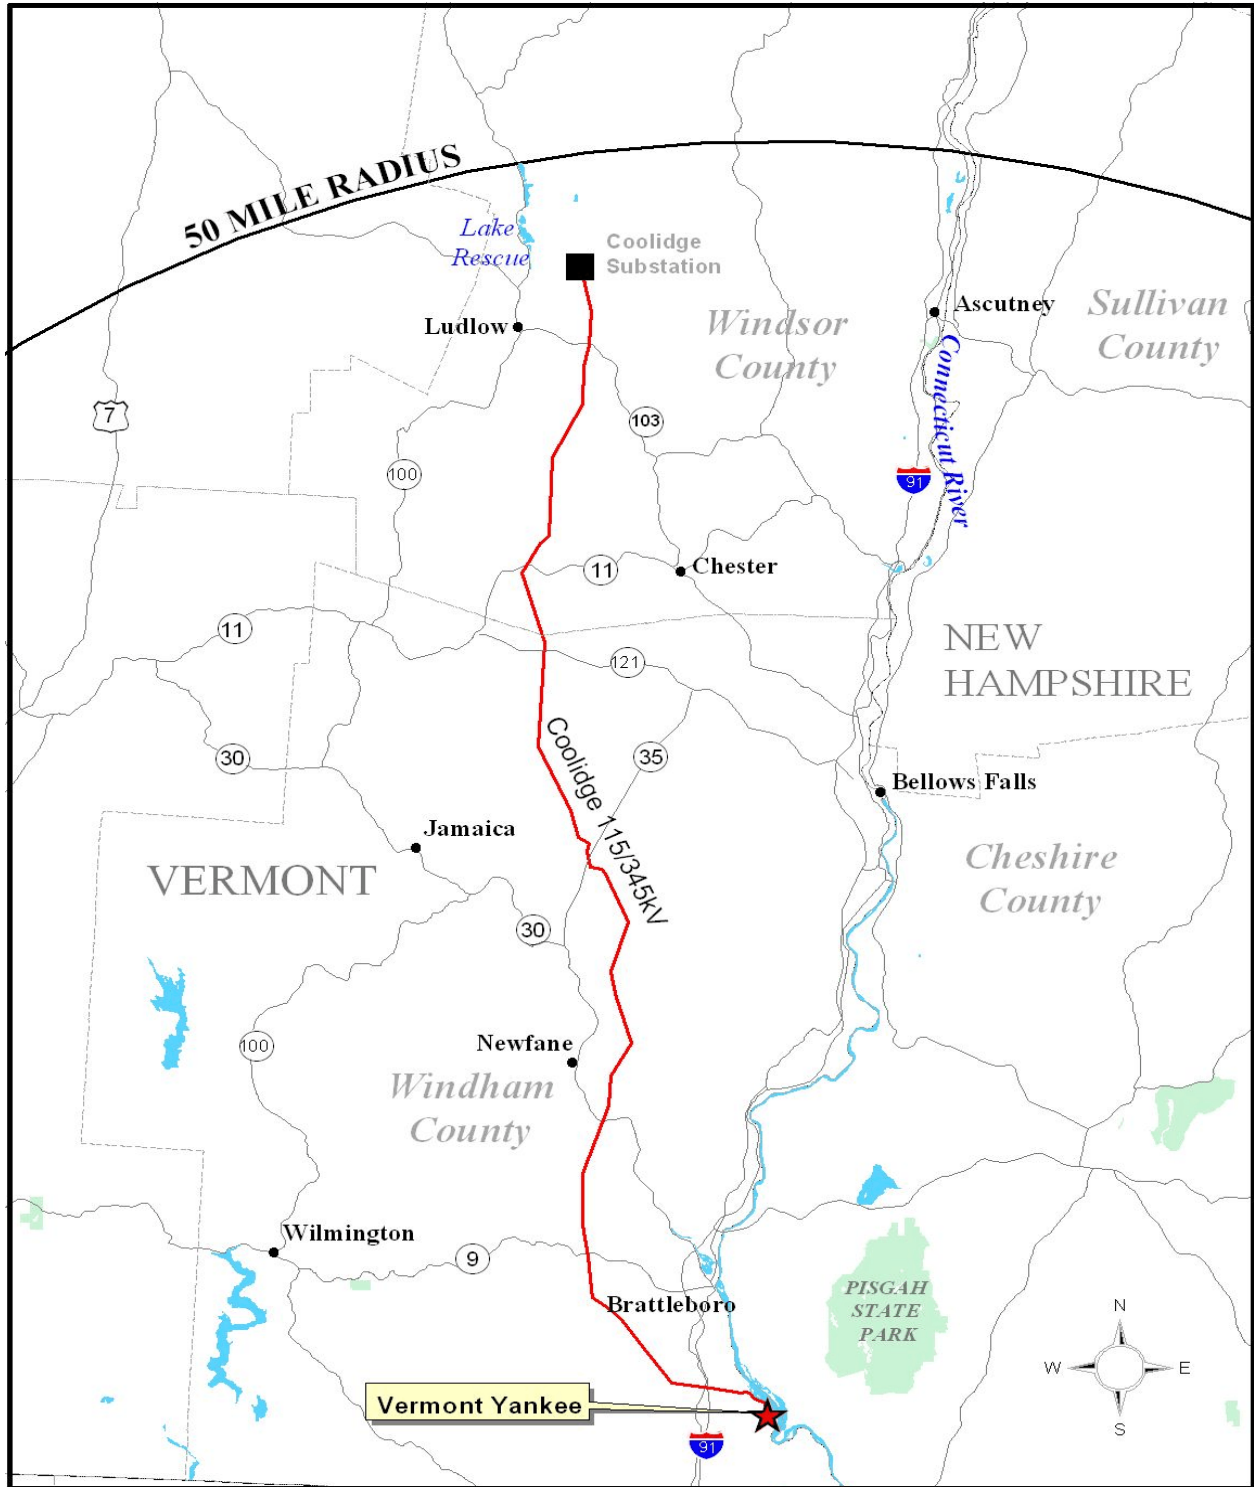 50 MILE RADIUS
Lake
Rescue
Coolidge
Substation
Ludlow
Windsor
County
Ascutney
Sullivan
County
Connecticut River
7
103
100
91
11
Chester
11
121
NEW
HAMPSHIRE
30
Coolidge 115/345kV
35
Bellows Falls
Jamaica
VERMONT
Cheshire
County
30
100
Newfane
Windham
County
Wilmington
9
Brattleboro
PISGAH
STATE
PARK
N
W
E
S
Vermont Yankee
91